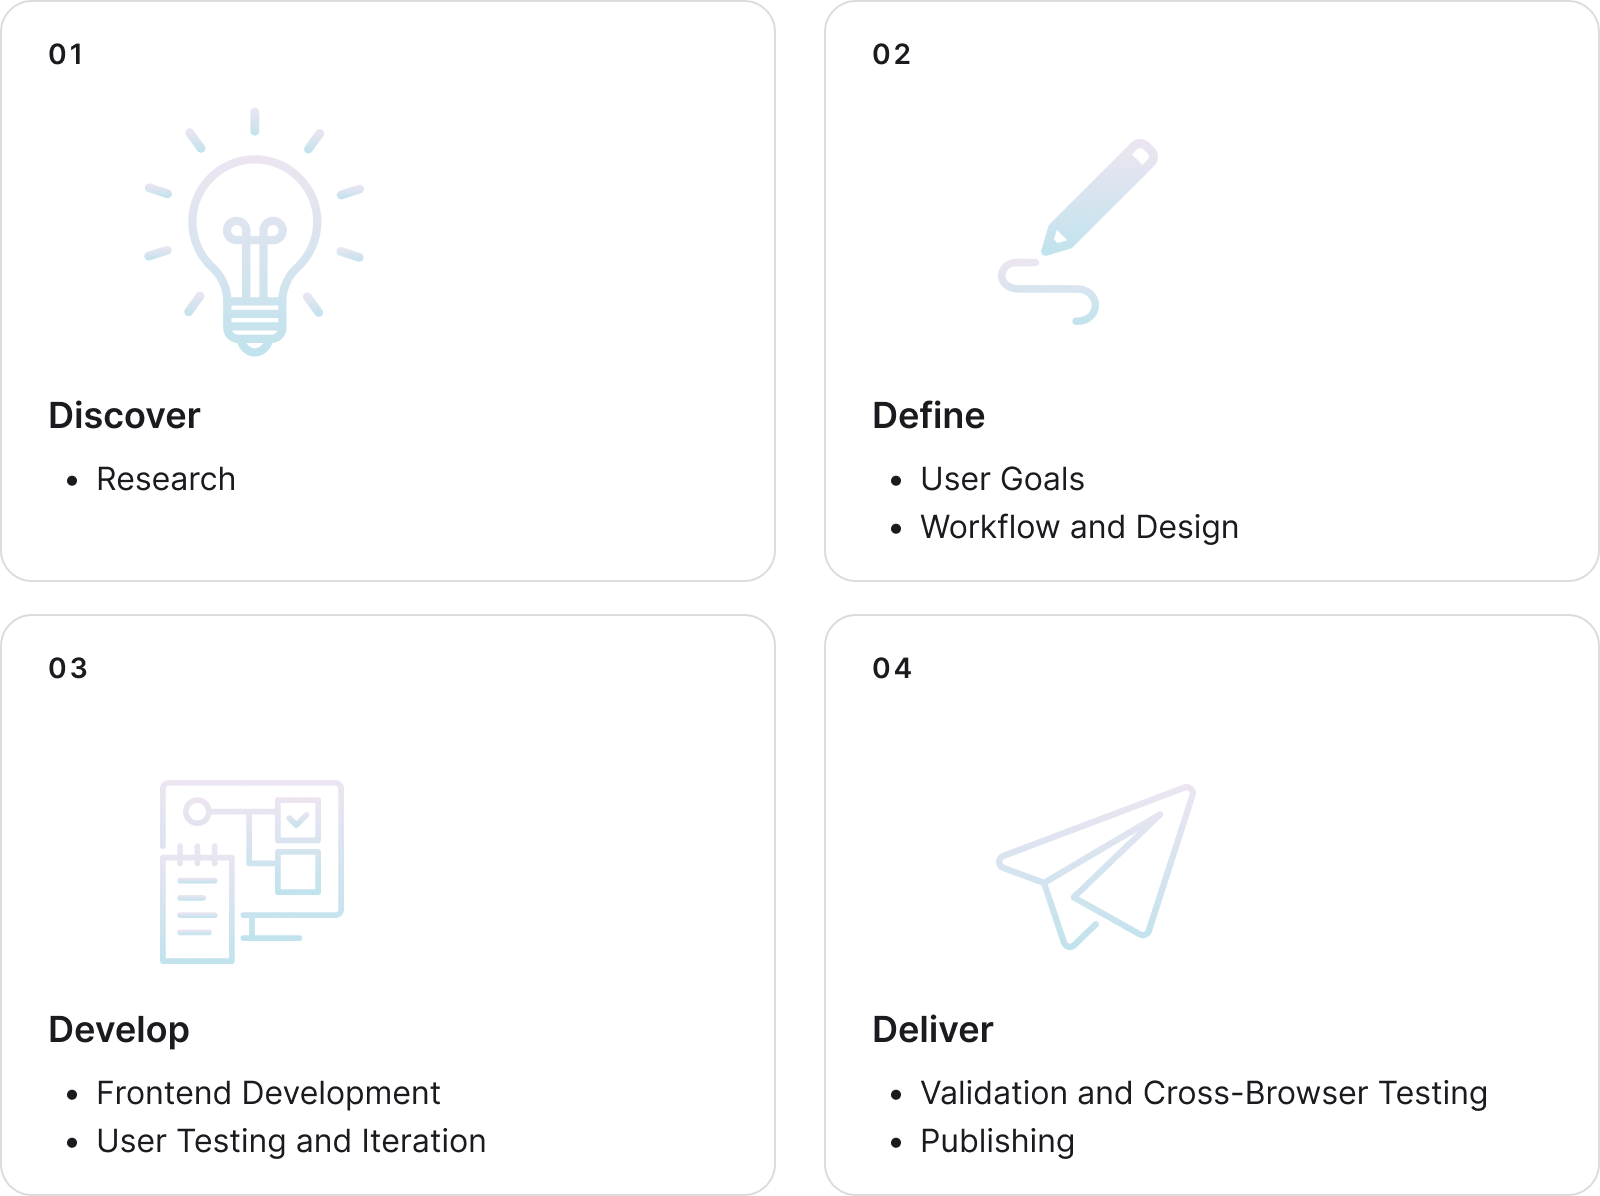 01
Discover
• Research
02
Define
• User Goals
• Workflow and Design
03
Develop
• Frontend Development
• User Testing and Iteration
04
Deliver
• Validation and Cross-Browser Testing
• Publishing